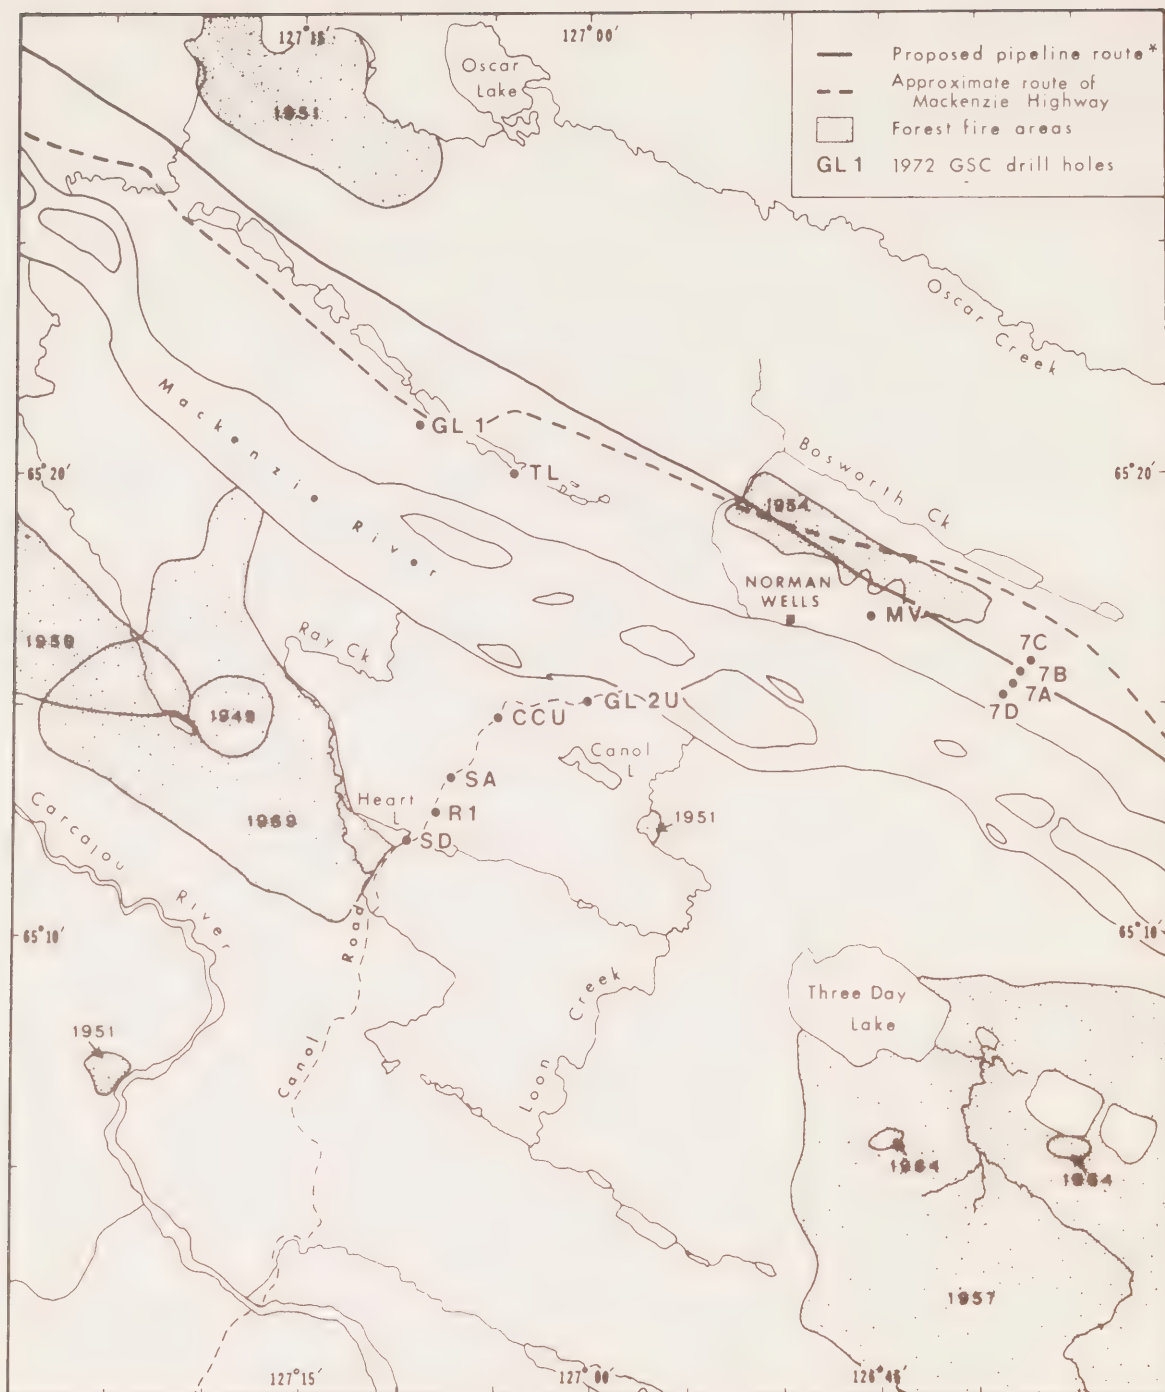 127°15′
127°00′
Proposed pipeline route*
Approximate route of
Mackenzie Highway
Forest fire areas
GL 1 1972 GSC drill holes
Oscar
Lake
1951
Oscar Creek
Mackenzie River
GL 1
TL
65°20′
65°20′
Bosworth Ck
1954
NORMAN
WELLS
MV
7C
7B
7A
7D
Ray Ck
1949
GL 2U
CCU
Canol
L
SA
Heart
L
R1
SD
1951
1969
Carcajou River
65°10′
65°10′
Canol Road
Loon Creek
Three Day
Lake
1951
1964
1964
1957
127°15′
127°00′